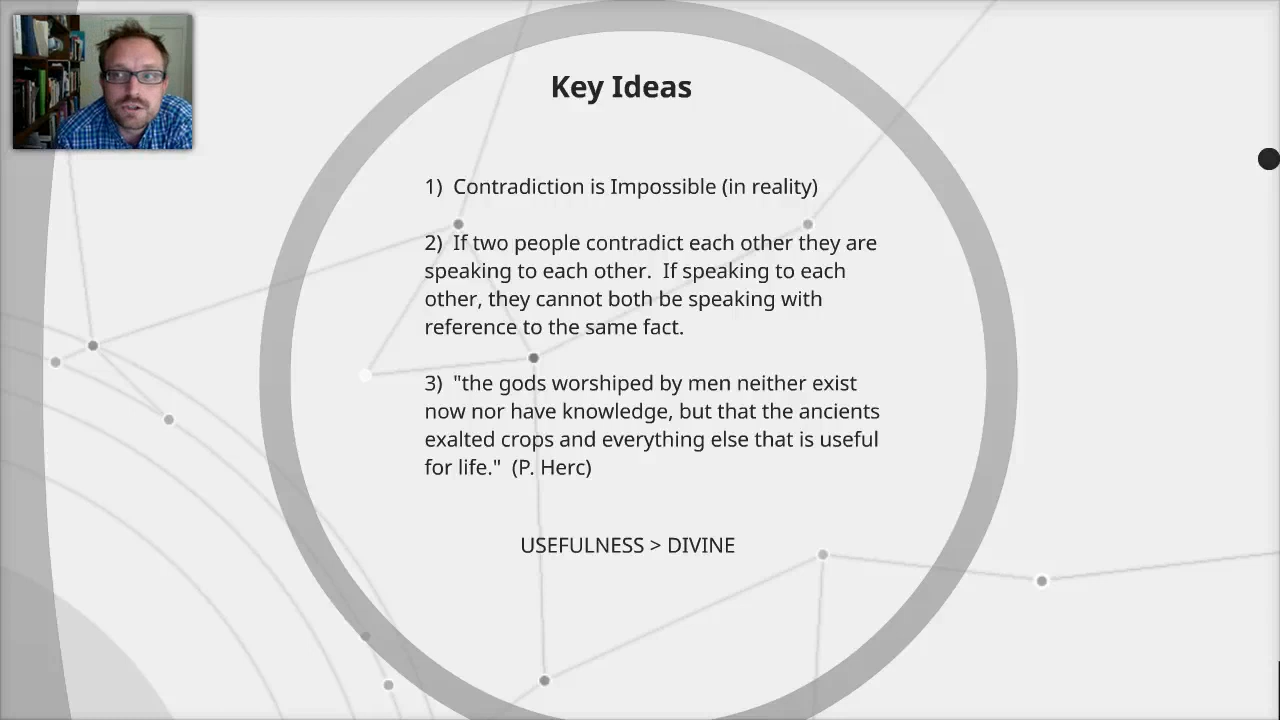 Key Ideas
1) Contradiction is Impossible (in reality)
2) If two people contradict each other they are
speaking to each other. If speaking to each
other, they cannot both be speaking with
reference to the same fact.
3) "the gods worshiped by men neither exist
now nor have knowledge, but that the ancients
exalted crops and everything else that is useful
for life." (P. Herc)
USEFULNESS > DIVINE